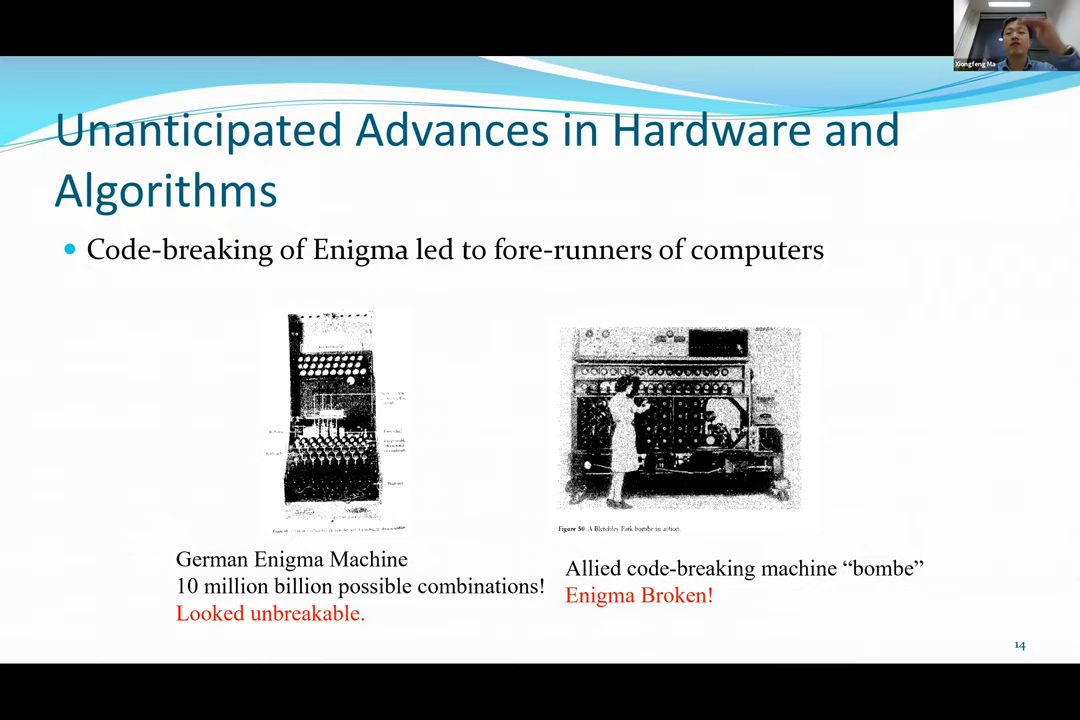 Xiongfeng Ma
Unanticipated Advances in Hardware and
Algorithms
Code-breaking of Enigma led to fore-runners of computers
Figure 50 A Bletchley Park bombe in action.
German Enigma Machine
10 million billion possible combinations!
Looked unbreakable.
Allied code-breaking machine “bombe”
Enigma Broken!
14